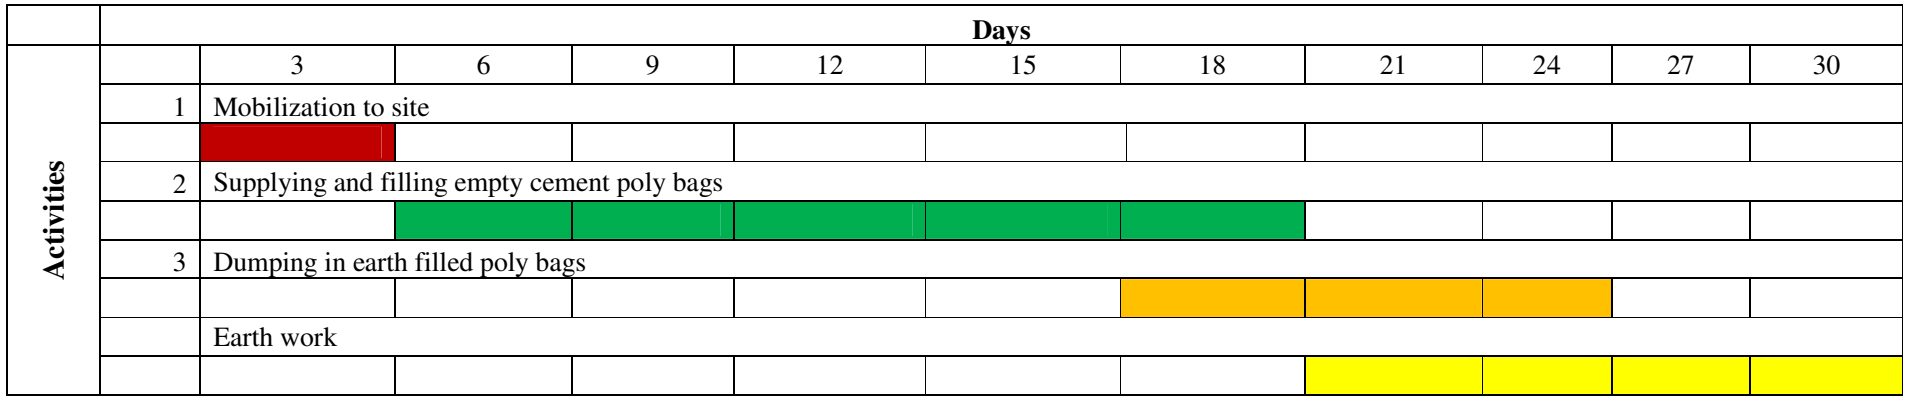 Days
3 6 9 12 15 18 21 24 27 30
1 Mobilization to site
2 Supplying and filling empty cement poly bags
Activities
3 Dumping in earth filled poly bags
Earth work